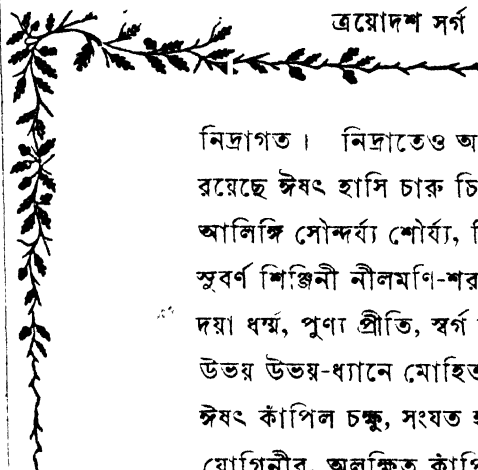 ত্রয়োদশ সর্গ
নিদ্রাগত। নিদ্রাতেও
রয়েছে ঈষৎ হাসি চারু
আলিঙ্গি সৌন্দর্য্য শৌর্য্য,
সুবর্ণ শিঞ্জিনী নীলমণি-শর
দয়া ধর্ম্ম, পুণ্য প্রীতি, স্বর্গ
উভয় উভয়-ধ্যানে মোহিত
ঈষৎ কাঁপিল চক্ষু, সংযত
যোগিনীর, অলক্ষিত